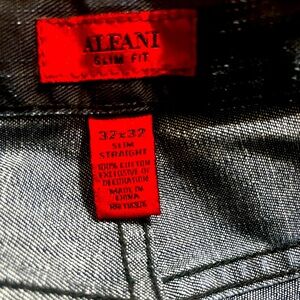 ALFANI
SLIM FIT
32x32
SLIM
STRAIGHT
100% COTTON
EXCLUSIVE OF
DECORATION
MADE IN
CHINA